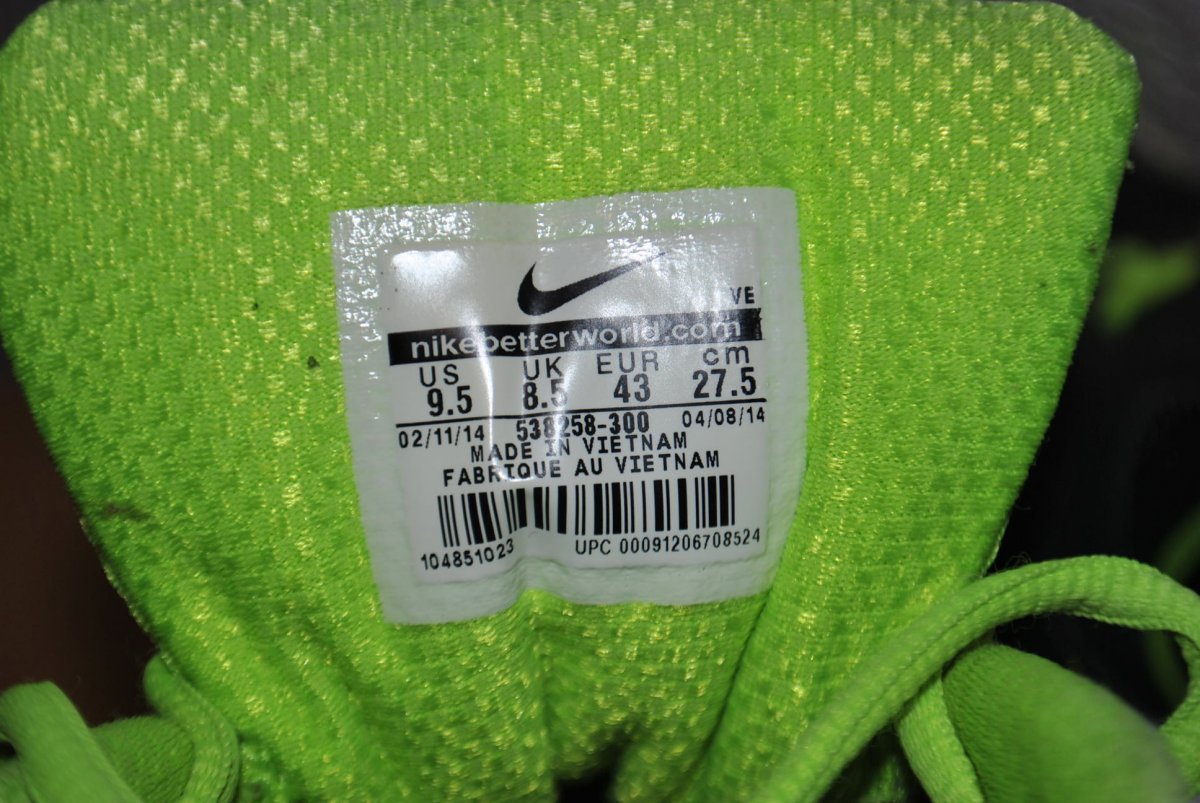 VE
nikebetterworld.com
US UK EUR cm
9.5 8.5 43 27.5
02/11/14 538258-300 04/08/14
MADE IN VIETNAM
FABRIQUE AU VIETNAM
104851023 UPC 00091206708524